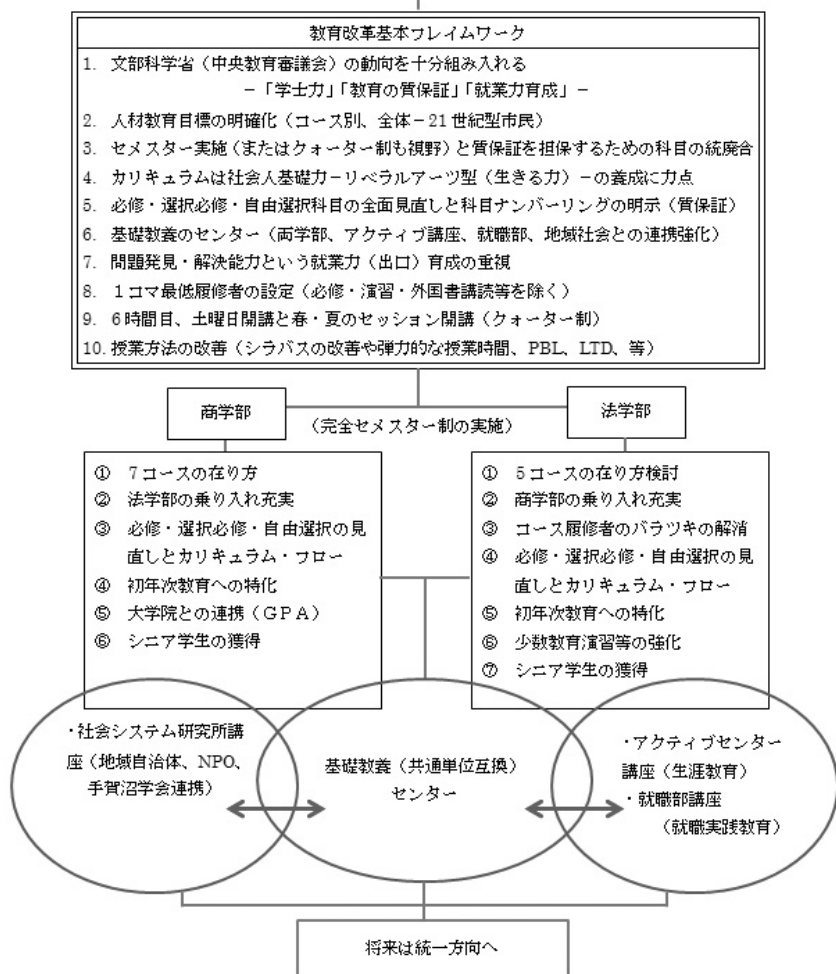 教育改革基本フレイムワーク
1. 文部科学省（中央教育審議会）の動向を十分組み入れる
－「学士力」「教育の質保証」「就業力育成」－
2. 人材教育目標の明確化（コース別、全体－21世紀型市民）
3. セメスター実施（またはクォーター制も視野）と質保証を担保するための科目の統廃合
4. カリキュラムは社会人基礎力－リベラルアーツ型（生きる力）－の養成に力点
5. 必修・選択必修・自由選択科目の全面見直しと科目ナンバーリングの明示（質保証）
6. 基礎教養のセンター（両学部、アクティブ講座、就職部、地域社会との連携強化）
7. 問題発見・解決能力という就業力（出口）育成の重視
8. １コマ最低履修者の設定（必修・演習・外国書講読等を除く）
9. 6時間目、土曜日開講と春・夏のセッション開講（クォーター制）
10. 授業方法の改善（シラバスの改善や弾力的な授業時間、PBL、LTD、等）
商学部
（完全セメスター制の実施）
法学部
① 7コースの在り方
② 法学部の乗り入れ充実
③ 必修・選択必修・自由選択の見
直しとカリキュラム・フロー
④ 初年次教育への特化
⑤ 大学院との連携（ＧＰＡ）
⑥ シニア学生の獲得
① 5コースの在り方検討
② 商学部の乗り入れ充実
③ コース履修者のバラツキの解消
④ 必修・選択必修・自由選択の見
直しとカリキュラム・フロー
⑤ 初年次教育への特化
⑥ 少数教育演習等の強化
⑦ シニア学生の獲得
・社会システム研究所講
座（地域自治体、NPO、
手賀沼学会連携）
基礎教養（共通単位互換）
センター
・アクティブセンター
講座（生涯教育）
・就職部講座
（就職実践教育）
将来は統一方向へ